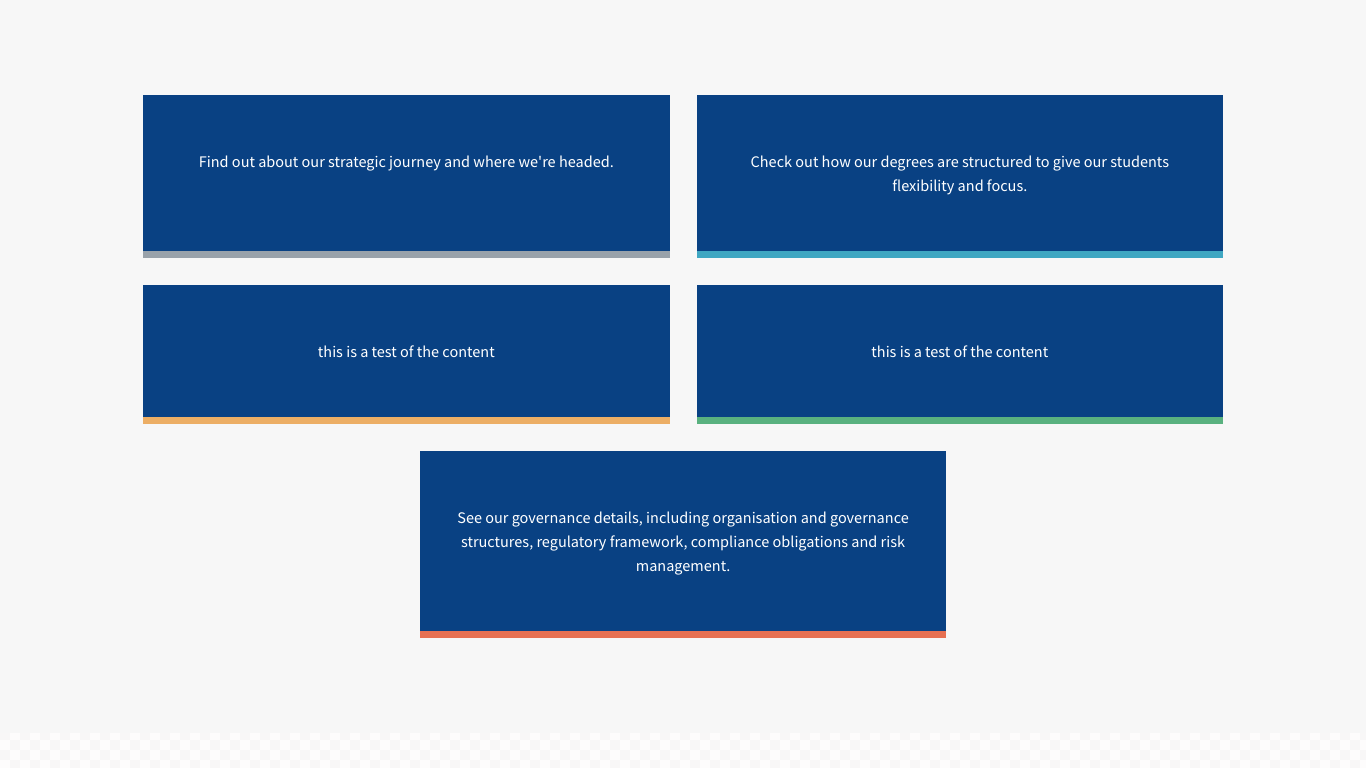 Find out about our strategic journey and where we're headed.
Check out how our degrees are structured to give our students
flexibility and focus.
this is a test of the content
this is a test of the content
See our governance details, including organisation and governance
structures, regulatory framework, compliance obligations and risk
management.